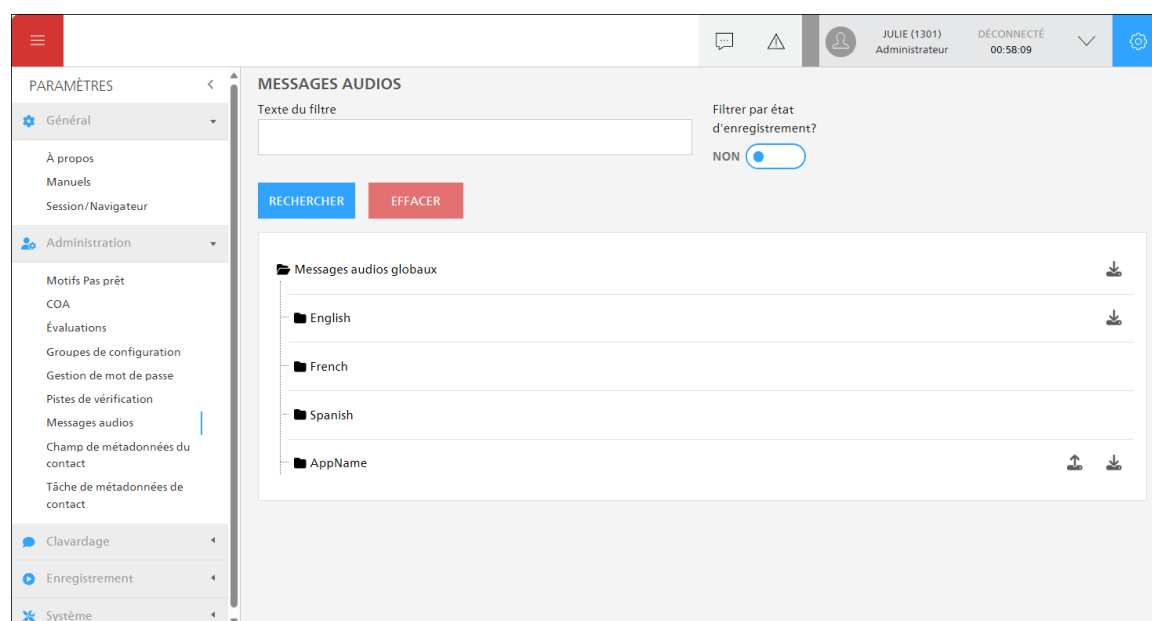 JULIE (1301)
Administrateur
DÉCONNECTÉ
00:58:09
PARAMÈTRES
Général
À propos
Manuels
Session/Navigateur
Administration
Motifs Pas prêt
COA
Évaluations
Groupes de configuration
Gestion de mot de passe
Pistes de vérification
Messages audios
Champ de métadonnées du
contact
Tâche de métadonnées de
contact
Clavardage
Enregistrement
Système
MESSAGES AUDIOS
Texte du filtre
Filtrer par état
d'enregistrement?
NON
RECHERCHER
EFFACER
Messages audios globaux
English
French
Spanish
AppName